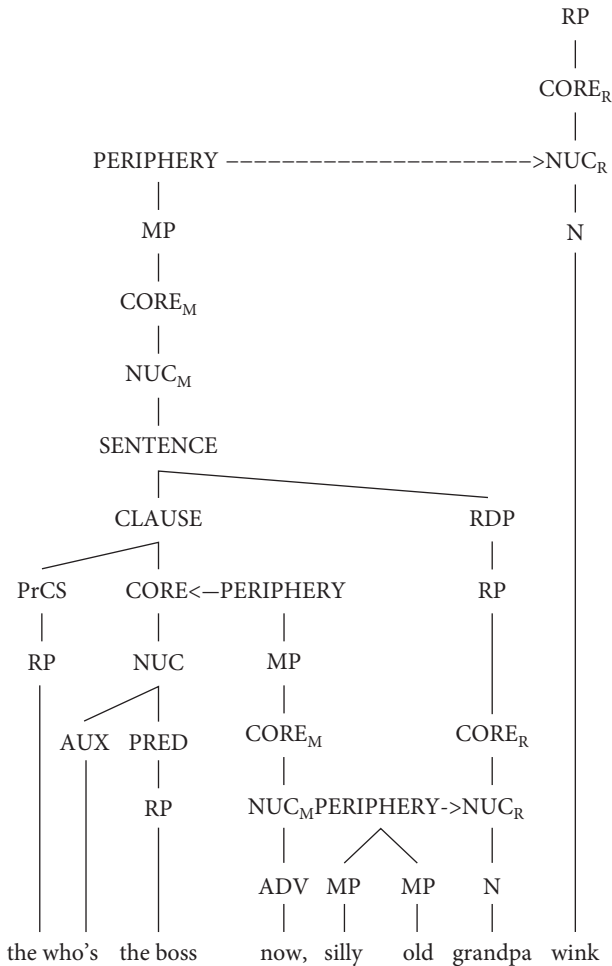 RP
CORE_R
PERIPHERY ---------------------->NUC_R
MP N
CORE_M
NUC_M
SENTENCE
CLAUSE RDP
PrCS CORE<—PERIPHERY RP
RP NUC MP
AUX PRED CORE_M CORE_R
RP NUC_M PERIPHERY->NUC_R
ADV MP MP N
the who's the boss now, silly old grandpa wink